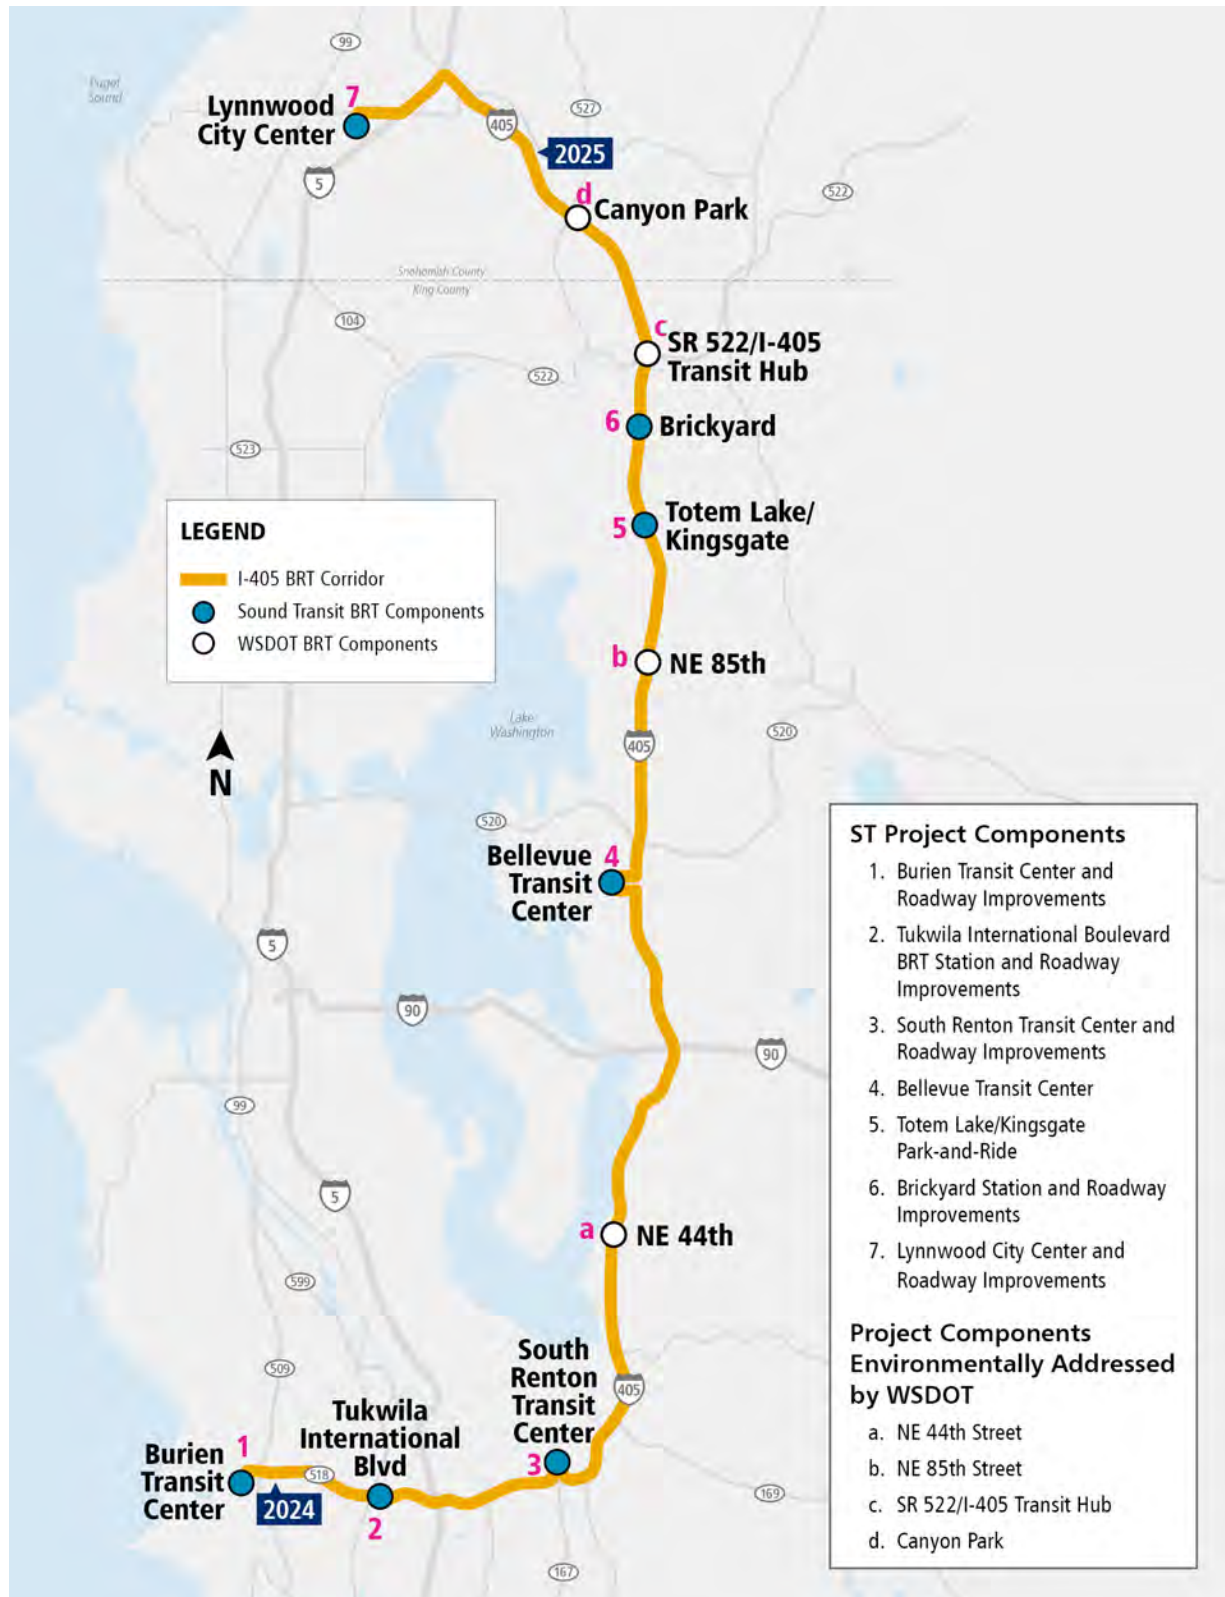 99
Puget
Sound
7
Lynnwood
City Center
527
405
2025
5
522
d
Canyon Park
Snohomish County
King County
104
c
SR 522/I-405
Transit Hub
522
6
Brickyard
523
LEGEND
I-405 BRT Corridor
Sound Transit BRT Components
WSDOT BRT Components
5
Totem Lake/
Kingsgate
b
NE 85th
Lake
Washington
520
405
N
520
Bellevue
Transit
Center
4
5
90
90
99
5
a
NE 44th
599
509
South
Renton
Transit
Center
3
405
Tukwila
International
Blvd
2
1
Burien
Transit
Center
518
2024
169
167
ST Project Components
1. Burien Transit Center and
Roadway Improvements
2. Tukwila International Boulevard
BRT Station and Roadway
Improvements
3. South Renton Transit Center and
Roadway Improvements
4. Bellevue Transit Center
5. Totem Lake/Kingsgate
Park-and-Ride
6. Brickyard Station and Roadway
Improvements
7. Lynnwood City Center and
Roadway Improvements
Project Components
Environmentally Addressed
by WSDOT
a. NE 44th Street
b. NE 85th Street
c. SR 522/I-405 Transit Hub
d. Canyon Park